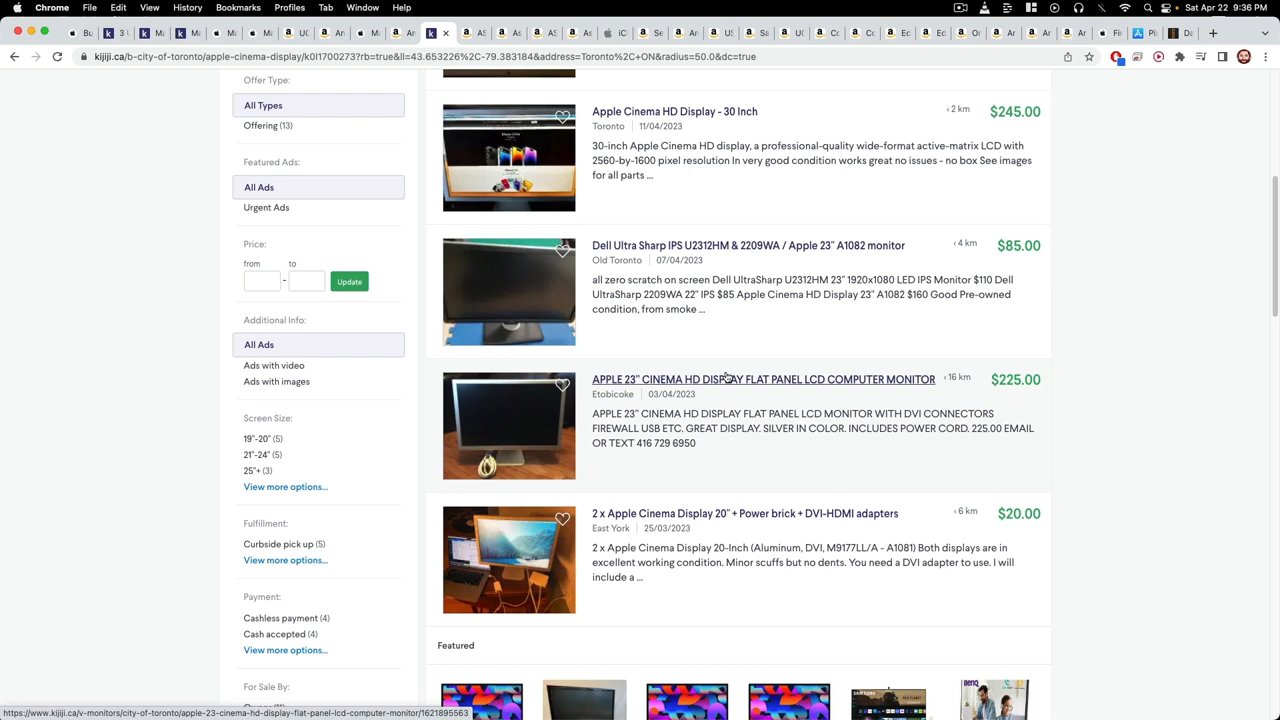 Chrome File Edit View History Bookmarks Profiles Tab Window Help
Sat Apr 22 9:36 PM
kijiji.ca/b-city-of-toronto/apple-cinema-display/k0l1700273?rb=true&ll=43.653226%2C-79.383184&address=Toronto%2C+ON&radius=50.0&dc=true
Offer Type:
All Types
Offering (13)
Featured Ads:
All Ads
Urgent Ads
Price:
from to
- Update
Additional Info:
All Ads
Ads with video
Ads with images
Screen Size:
19"-20" (5)
21"-24" (5)
25"+ (3)
View more options...
Fulfillment:
Curbside pick up (5)
View more options...
Payment:
Cashless payment (4)
Cash accepted (4)
View more options...
For Sale By:
Apple Cinema HD Display - 30 Inch
< 2 km
$245.00
Toronto 11/04/2023
30-inch Apple Cinema HD display, a professional-quality wide-format active-matrix LCD with
2560-by-1600 pixel resolution In very good condition works great no issues - no box See images
for all parts ...
Dell Ultra Sharp IPS U2312HM & 2209WA / Apple 23" A1082 monitor
< 4 km
$85.00
Old Toronto 07/04/2023
all zero scratch on screen Dell UltraSharp U2312HM 23" 1920x1080 LED IPS Monitor $110 Dell
UltraSharp 2209WA 22" IPS $85 Apple Cinema HD Display 23" A1082 $160 Good Pre-owned
condition, from smoke ...
APPLE 23" CINEMA HD DISPLAY FLAT PANEL LCD COMPUTER MONITOR
< 16 km
$225.00
Etobicoke 03/04/2023
APPLE 23" CINEMA HD DISPLAY FLAT PANEL LCD MONITOR WITH DVI CONNECTORS
FIREWALL USB ETC. GREAT DISPLAY. SILVER IN COLOR. INCLUDES POWER CORD. 225.00 EMAIL
OR TEXT 416 729 6950
2 x Apple Cinema Display 20" + Power brick + DVI-HDMI adapters
< 6 km
$20.00
East York 25/03/2023
2 x Apple Cinema Display 20-Inch (Aluminum, DVI, M9177LL/A - A1081) Both displays are in
excellent working condition. Minor scuffs but no dents. You need a DVI adapter to use. I will
include a ...
Featured
BenQ
https://www.kijiji.ca/v-monitors/city-of-toronto/apple-23-cinema-hd-display-flat-panel-lcd-computer-monitor/1621895563